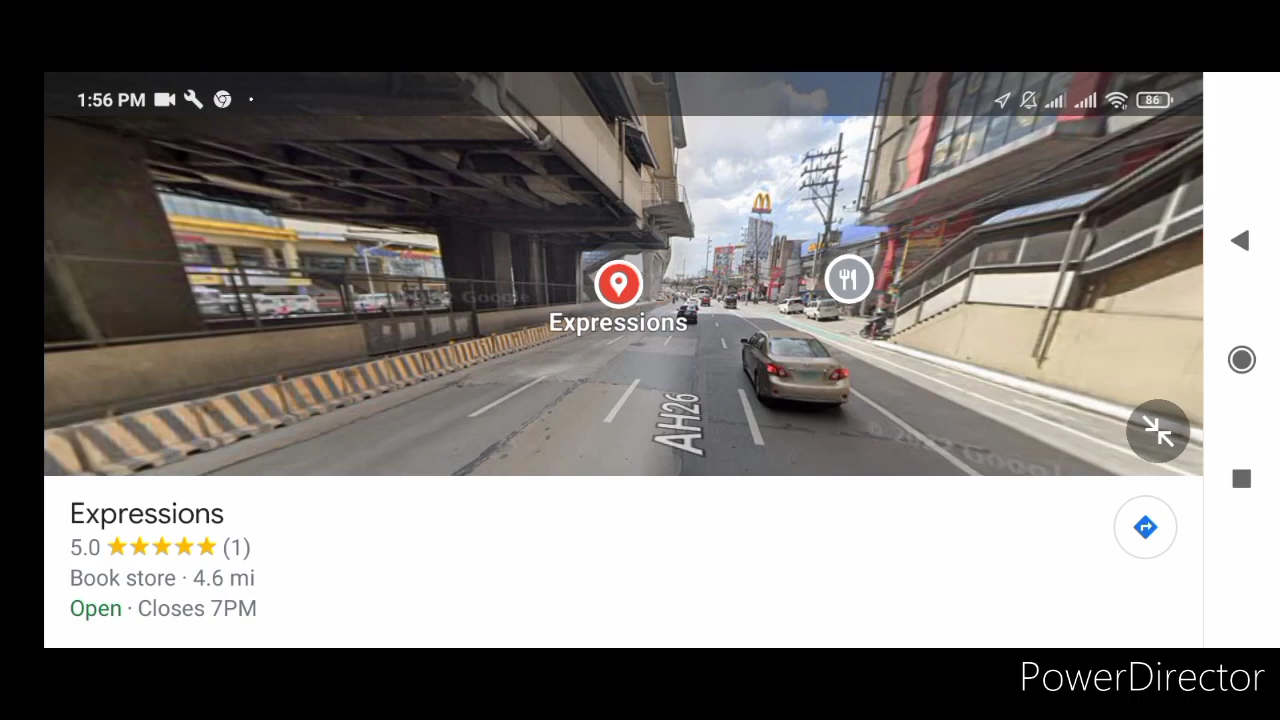 1:56 PM
86
Expressions
AH26
Google
Expressions
5.0 (1)
Book store · 4.6 mi
Open · Closes 7PM
PowerDirector